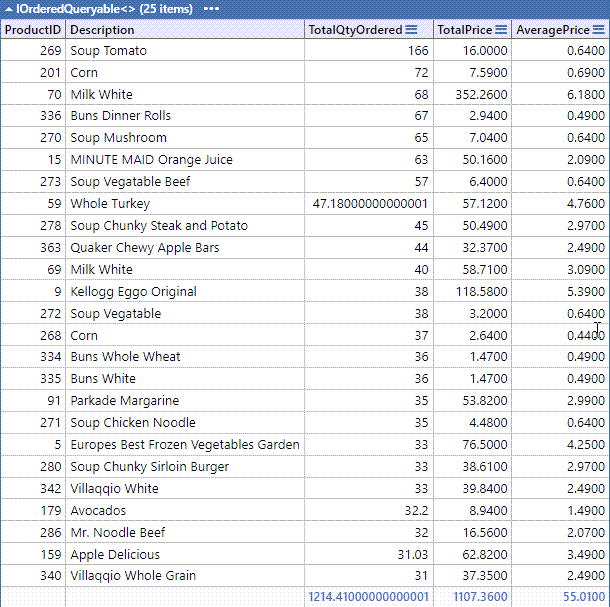 IOrderedQueryable<> (25 items) •••
ProductID Description TotalQtyOrdered TotalPrice AveragePrice
269 Soup Tomato 166 16.0000 0.6400
201 Corn 72 7.5900 0.6900
70 Milk White 68 352.2600 6.1800
336 Buns Dinner Rolls 67 2.9400 0.4900
270 Soup Mushroom 65 7.0400 0.6400
15 MINUTE MAID Orange Juice 63 50.1600 2.0900
273 Soup Vegatable Beef 57 6.4000 0.6400
59 Whole Turkey 47.18000000000001 57.1200 4.7600
278 Soup Chunky Steak and Potato 45 50.4900 2.9700
363 Quaker Chewy Apple Bars 44 32.3700 2.4900
69 Milk White 40 58.7100 3.0900
9 Kellogg Eggo Original 38 118.5800 5.3900
272 Soup Vegatable 38 3.2000 0.6400
268 Corn 37 2.6400 0.4400
334 Buns Whole Wheat 36 1.4700 0.4900
335 Buns White 36 1.4700 0.4900
91 Parkade Margarine 35 53.8200 2.9900
271 Soup Chicken Noodle 35 4.4800 0.6400
5 Europes Best Frozen Vegetables Garden 33 76.5000 4.2500
280 Soup Chunky Sirloin Burger 33 38.6100 2.9700
342 Villaqqio White 33 39.8400 2.4900
179 Avocados 32.2 8.9400 1.4900
286 Mr. Noodle Beef 32 16.5600 2.0700
159 Apple Delicious 31.03 62.8200 3.4900
340 Villaqqio Whole Grain 31 37.3500 2.4900
1214.41000000000001 1107.3600 55.0100